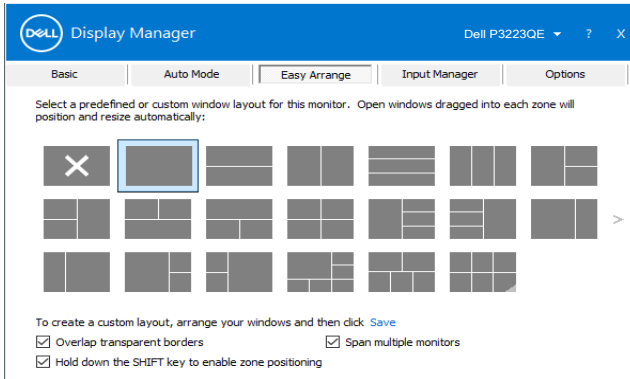 DELL Display Manager Dell P3223QE ? X
Basic Auto Mode Easy Arrange Input Manager Options
Select a predefined or custom window layout for this monitor. Open windows dragged into each zone will
position and resize automatically:
To create a custom layout, arrange your windows and then click Save
Overlap transparent borders Span multiple monitors
Hold down the SHIFT key to enable zone positioning